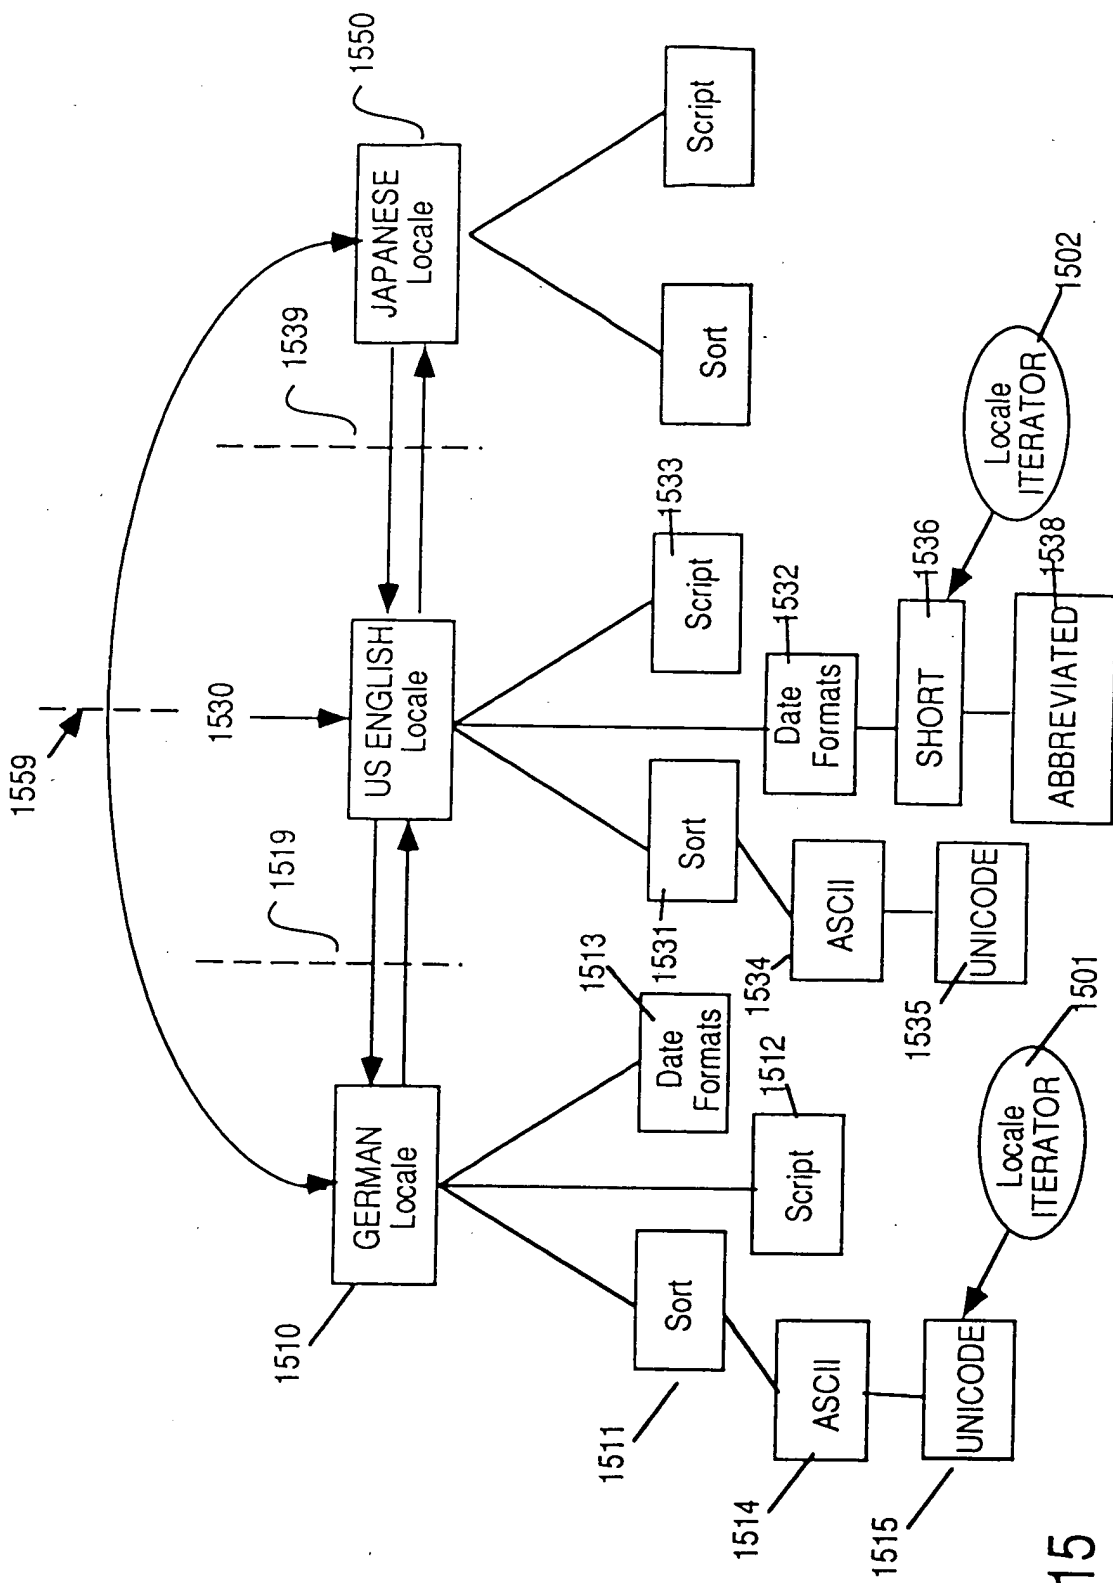 1559
1530
1519
1539
1550
GERMAN
Locale
US ENGLISH
Locale
JAPANESE
Locale
1510
Sort
Script
Date
Formats
1511
1512
1513
ASCII
1514
UNICODE
1515
Locale
ITERATOR
1501
Sort
1531
Date
Formats
1532
Script
1533
ASCII
1534
UNICODE
1535
SHORT
1536
ABBREVIATED
1538
Locale
ITERATOR
1502
Sort
Script
15